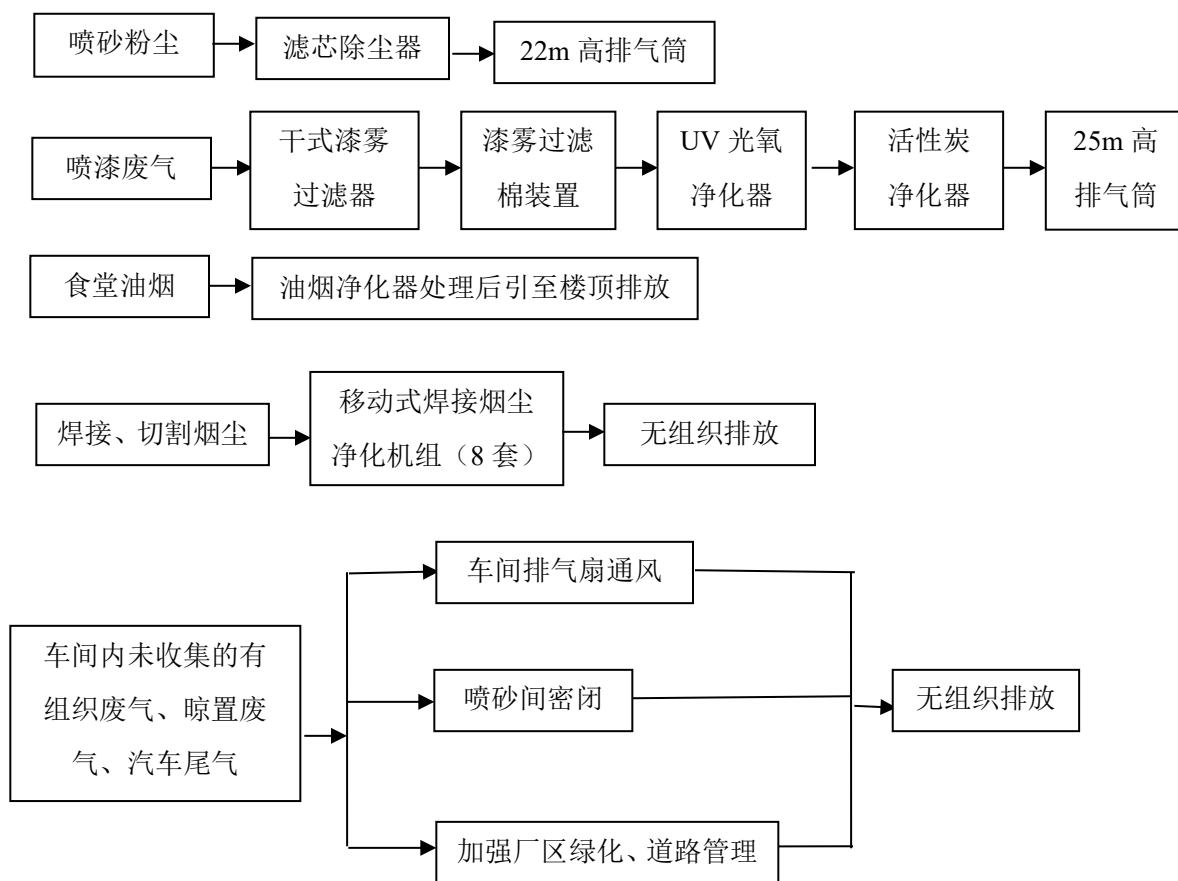 喷砂粉尘
滤芯除尘器
22m 高排气筒
喷漆废气
干式漆雾
过滤器
漆雾过滤
棉装置
UV 光氧
净化器
活性炭
净化器
25m 高
排气筒
食堂油烟
油烟净化器处理后引至楼顶排放
焊接、切割烟尘
移动式焊接烟尘
净化机组（8 套）
无组织排放
车间内未收集的有
组织废气、晾置废
气、汽车尾气
车间排气扇通风
喷砂间密闭
加强厂区绿化、道路管理
无组织排放